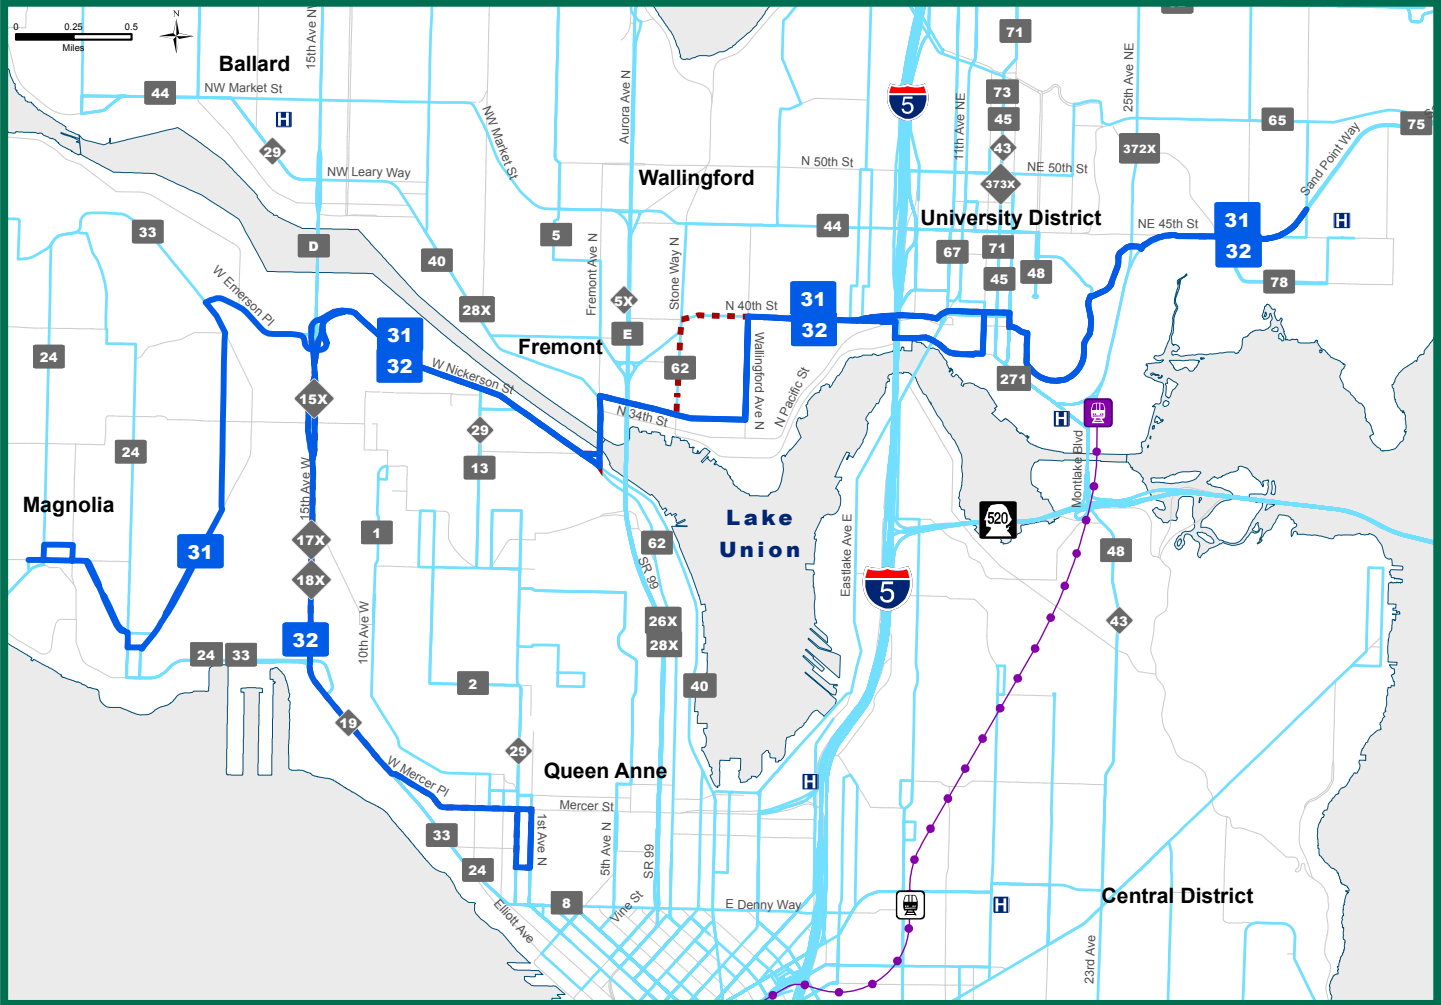 N
0 0.25 0.5
Miles
15th Ave NW
71
Ballard
44
NW Market St
H
29
NW Leary Way
NW Market St
Aurora Ave N
5
11th Ave NE
73
45
43
373X
25th Ave NE
372X
65
75
Sand Point Way
N 50th St
NE 50th St
Wallingford
University District
NE 45th St
31
32
H
33
D
40
5
44
67
71
45
48
78
W Emerson Pl
28X
Fremont Ave N
5X
E
Stone Way N
N 40th St
31
32
24
31
32
Fremont
62
Wallingford Ave N
N Pacific St
271
W Nickerson St
15X
N 34th St
H
29
13
24
15th Ave W
Montlake Blvd
Magnolia
Lake
Union
520
1
17X
18X
31
62
SR 99
Eastlake Ave E
5
48
32
10th Ave W
26X
28X
43
24
33
2
40
19
29
W Mercer Pl
Queen Anne
H
Mercer St
33
1st Ave N
5th Ave N
SR 99
24
8
Vine St
E Denny Way
H
Central District
Elliott Ave
23rd Ave